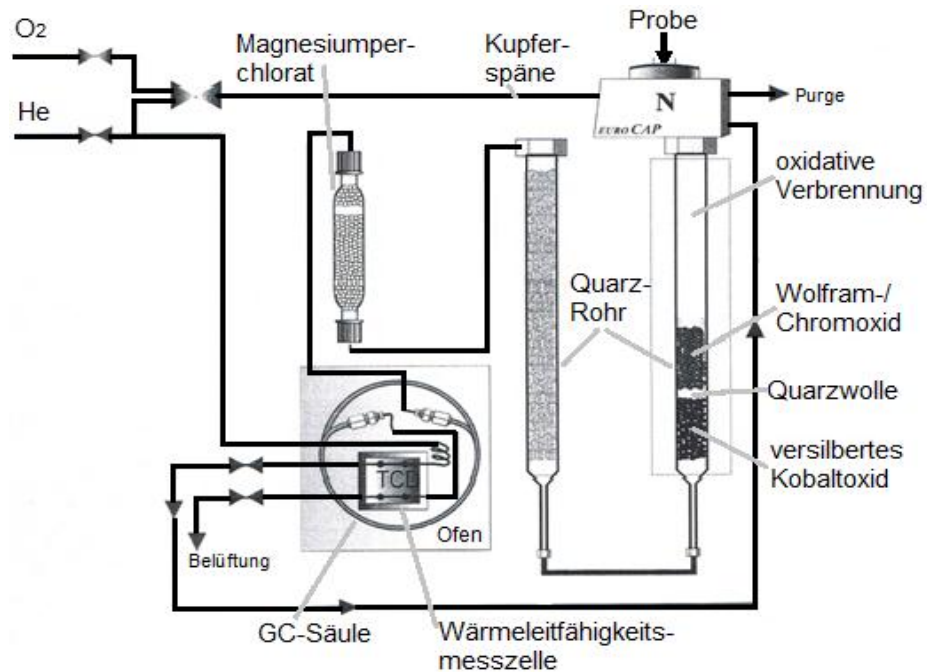 O2
He
Magnesiumper-
chlorat
Kupfer-
späne
Probe
N
EURO CAP
Purge
oxidative
Verbrennung
Quarz-
Rohr
Wolfram-/
Chromoxid
Quarzwolle
versilbertes
Kobaltoxid
TCD
Ofen
Belüftung
GC-Säule
Wärmeleitfähigkeits-
messzelle